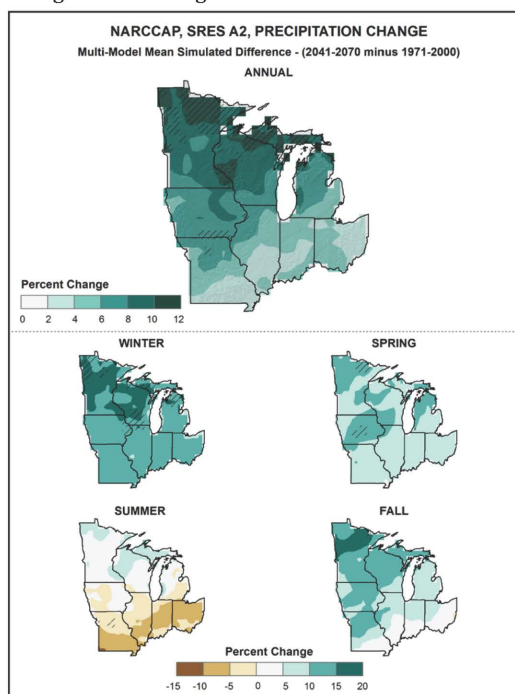 NARCCAP, SRES A2, PRECIPITATION CHANGE
Multi-Model Mean Simulated Difference - (2041-2070 minus 1971-2000)
ANNUAL
Percent Change
0 2 4 6 8 10 12
WINTER
SPRING
SUMMER
FALL
Percent Change
-15 -10 -5 0 5 10 15 20